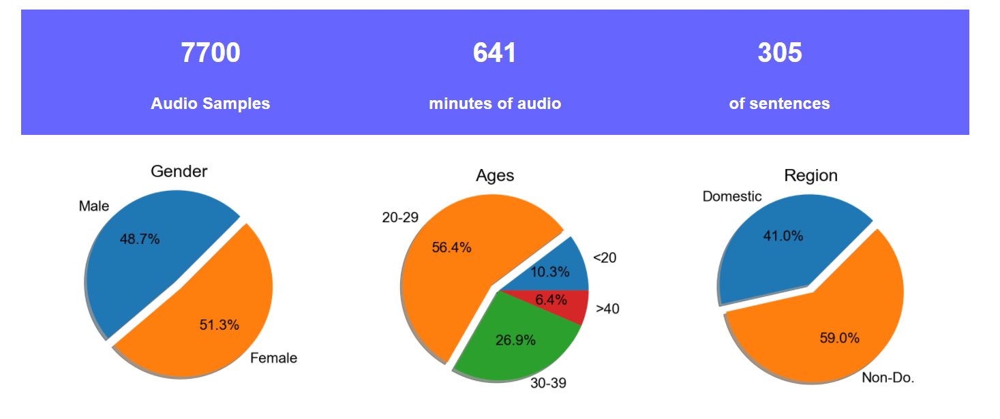 7700
Audio Samples
641
minutes of audio
305
of sentences
Gender
Male
48.7%
51.3%
Female
Ages
20-29
56.4%
<20
10.3%
6.4%
>40
26.9%
30-39
Region
Domestic
41.0%
59.0%
Non-Do.